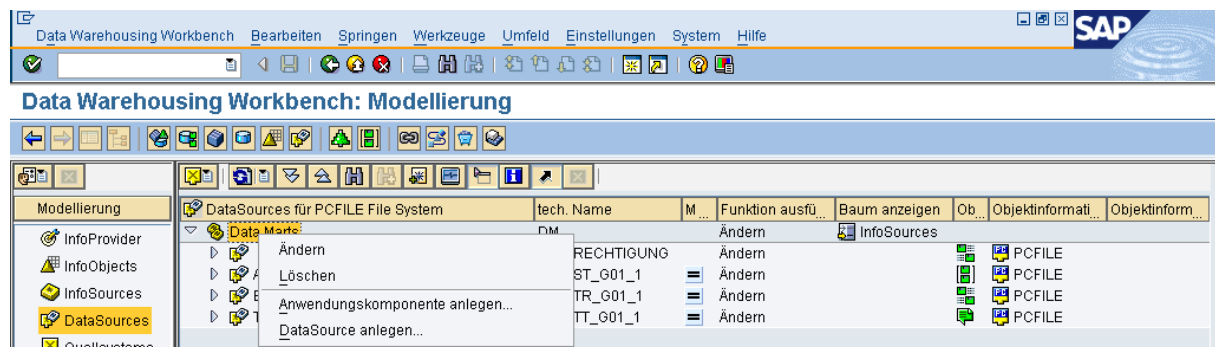 Data Warehousing Workbench Bearbeiten Springen Werkzeuge Umfeld Einstellungen System Hilfe
SAP
Data Warehousing Workbench: Modellierung
Modellierung
DataSources für PCFILE File System tech. Name M... Funktion ausfü... Baum anzeigen Ob... Objektinformati... Objektinform...
InfoProvider
Data Marts DM Ändern InfoSources
InfoObjects
Ändern
RECHTIGUNG Ändern PCFILE
Löschen
A ST_G01_1 = Ändern PCFILE
InfoSources
Anwendungskomponente anlegen...
TR_G01_1 = Ändern PCFILE
DataSources
DataSource anlegen...
T TT_G01_1 = Ändern PCFILE
Quellsysteme